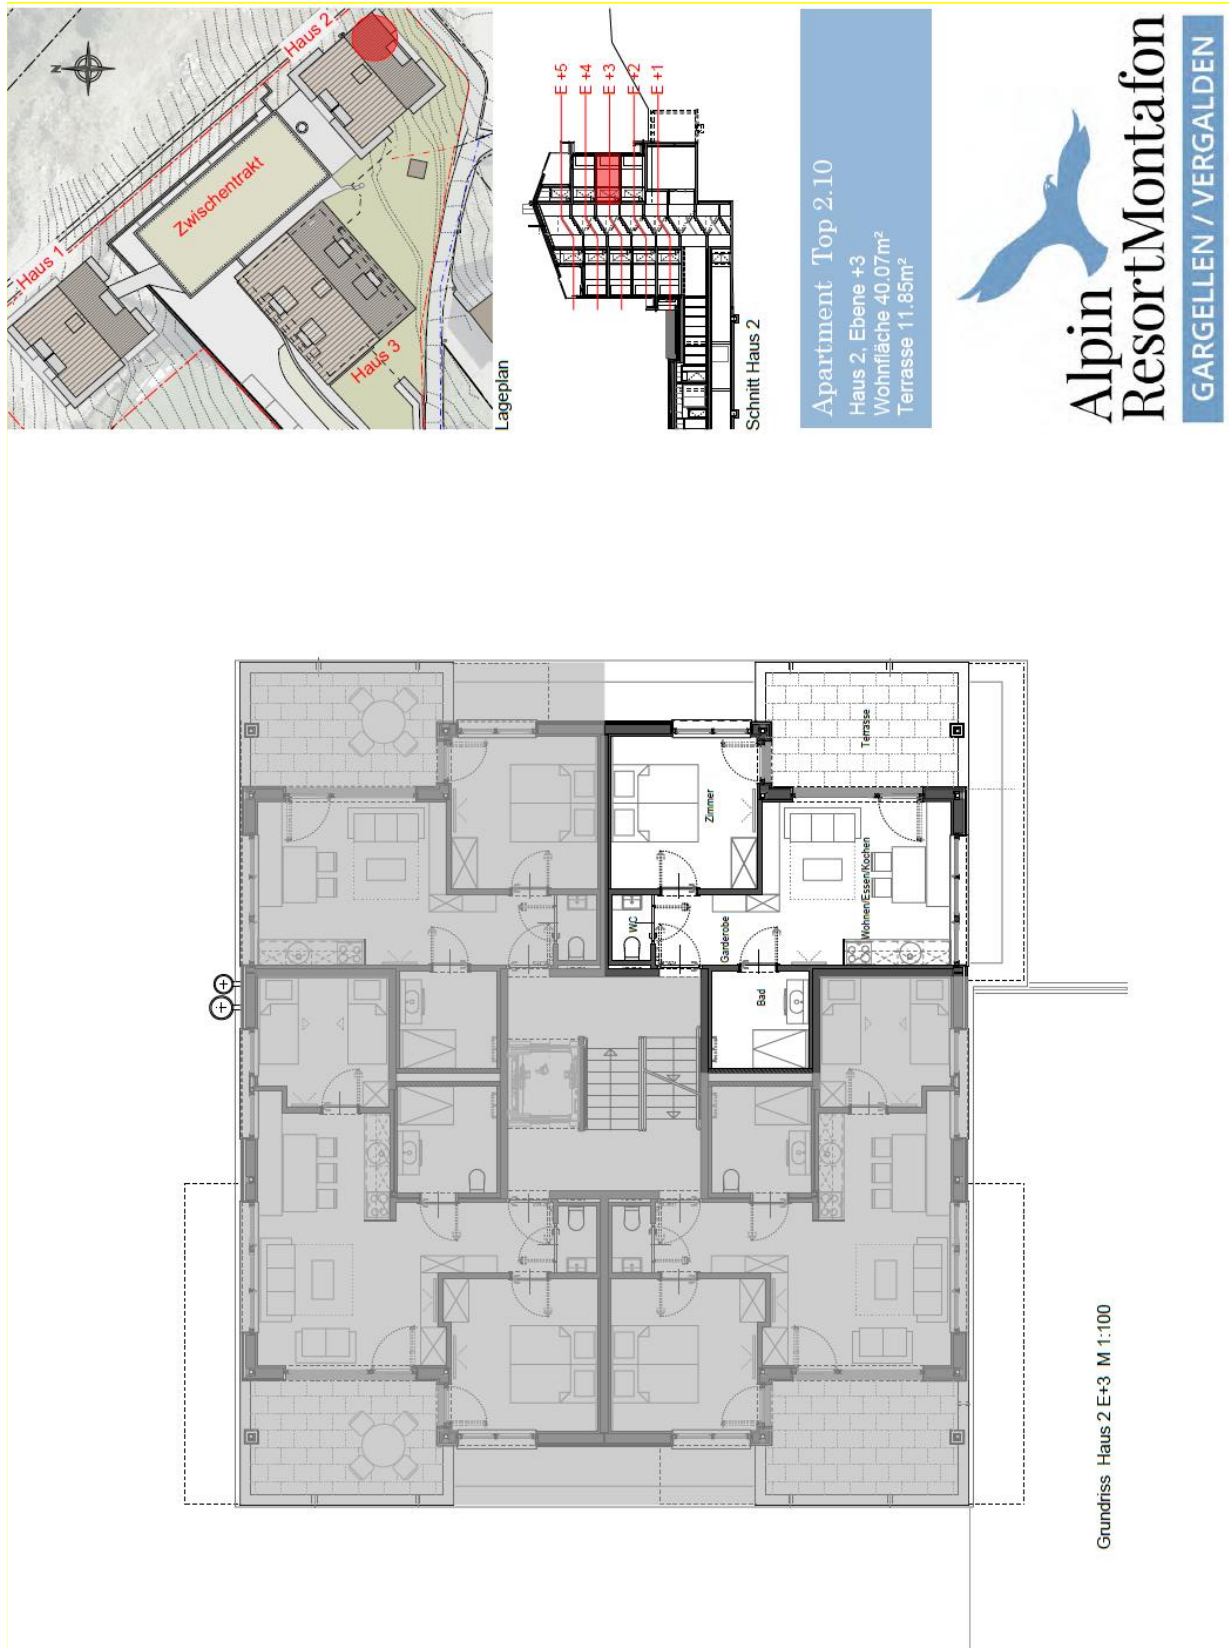 Haus 1
Haus 2
Zwischentrakt
Haus 3
N
Lageplan
E +5
E +4
E +3
E +2
E +1
Schnitt Haus 2
Apartment Top 2.10
Haus 2, Ebene +3
Wohnfläche 40.07m²
Terrasse 11.85m²
Alpin
ResortMontafon
GARGELLEN / VERGALDEN
Terrasse
Zimmer
Wohnen/Essen/Kochen
WC
Garderobe
Bad
Grundriss Haus 2 E+3 M 1:100